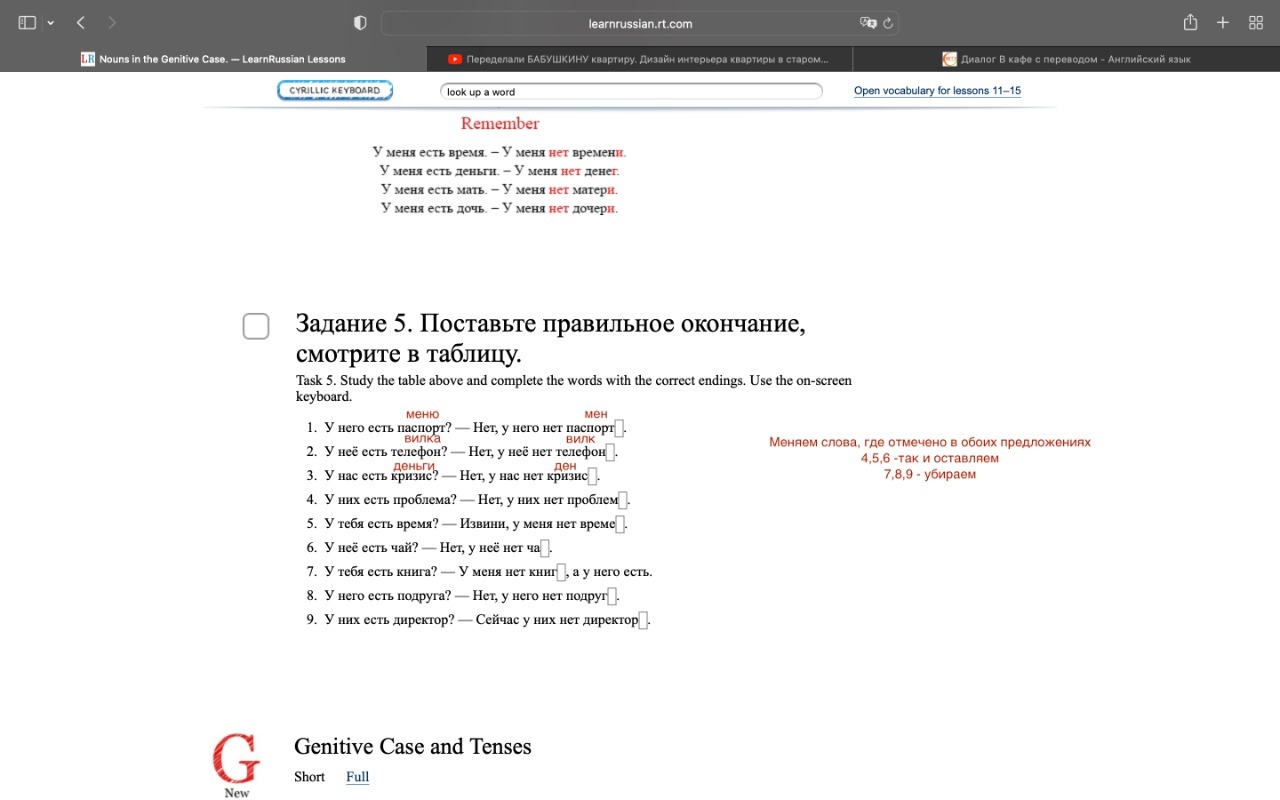 learnrussian.rt.com
LR Nouns in the Genitive Case. — LearnRussian Lessons
Переделали БАБУШКИНУ квартиру. Дизайн интерьера квартиры в старом...
Диалог В кафе с переводом - Английский язык
CYRILLIC KEYBOARD
look up a word
Open vocabulary for lessons 11–15
Remember
У меня есть время. – У меня нет времени.
У меня есть деньги. – У меня нет денег.
У меня есть мать. – У меня нет матери.
У меня есть дочь. – У меня нет дочери.
Задание 5. Поставьте правильное окончание,
смотрите в таблицу.
Task 5. Study the table above and complete the words with the correct endings. Use the on-screen
keyboard.
меню мен
1. У него есть паспорт? — Нет, у него нет паспорт .
вилка вилк
2. У неё есть телефон? — Нет, у неё нет телефон .
деньги ден
3. У нас есть кризис? — Нет, у нас нет кризис .
4. У них есть проблема? — Нет, у них нет проблем .
5. У тебя есть время? — Извини, у меня нет време .
6. У неё есть чай? — Нет, у неё нет ча .
7. У тебя есть книга? — У меня нет книг , а у него есть.
8. У него есть подруга? — Нет, у него нет подруг .
9. У них есть директор? — Сейчас у них нет директор .
Меняем слова, где отмечено в обоих предложениях
4,5,6 -так и оставляем
7,8,9 - убираем
G
New
Genitive Case and Tenses
Short Full